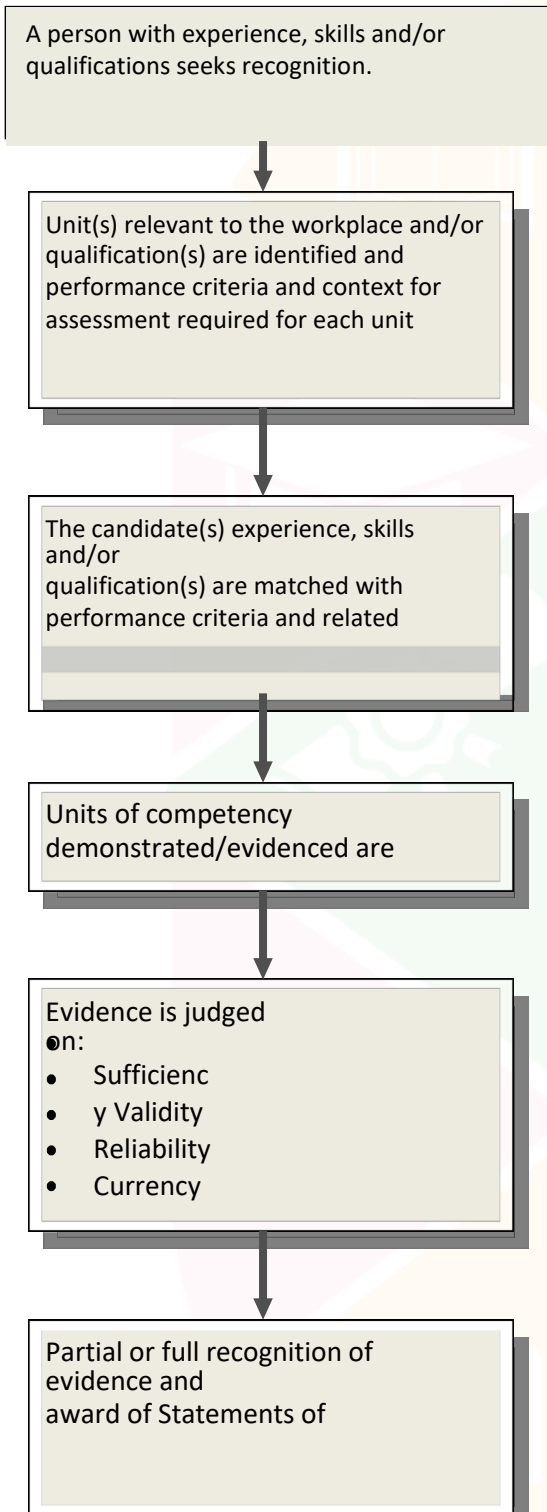 A person with experience, skills and/or
qualifications seeks recognition.
Unit(s) relevant to the workplace and/or
qualification(s) are identified and
performance criteria and context for
assessment required for each unit
The candidate(s) experience, skills
and/or
qualification(s) are matched with
performance criteria and related
Units of competency
demonstrated/evidenced are
Evidence is judged
on:
• Sufficienc
• y Validity
• Reliability
• Currency
Partial or full recognition of
evidence and
award of Statements of